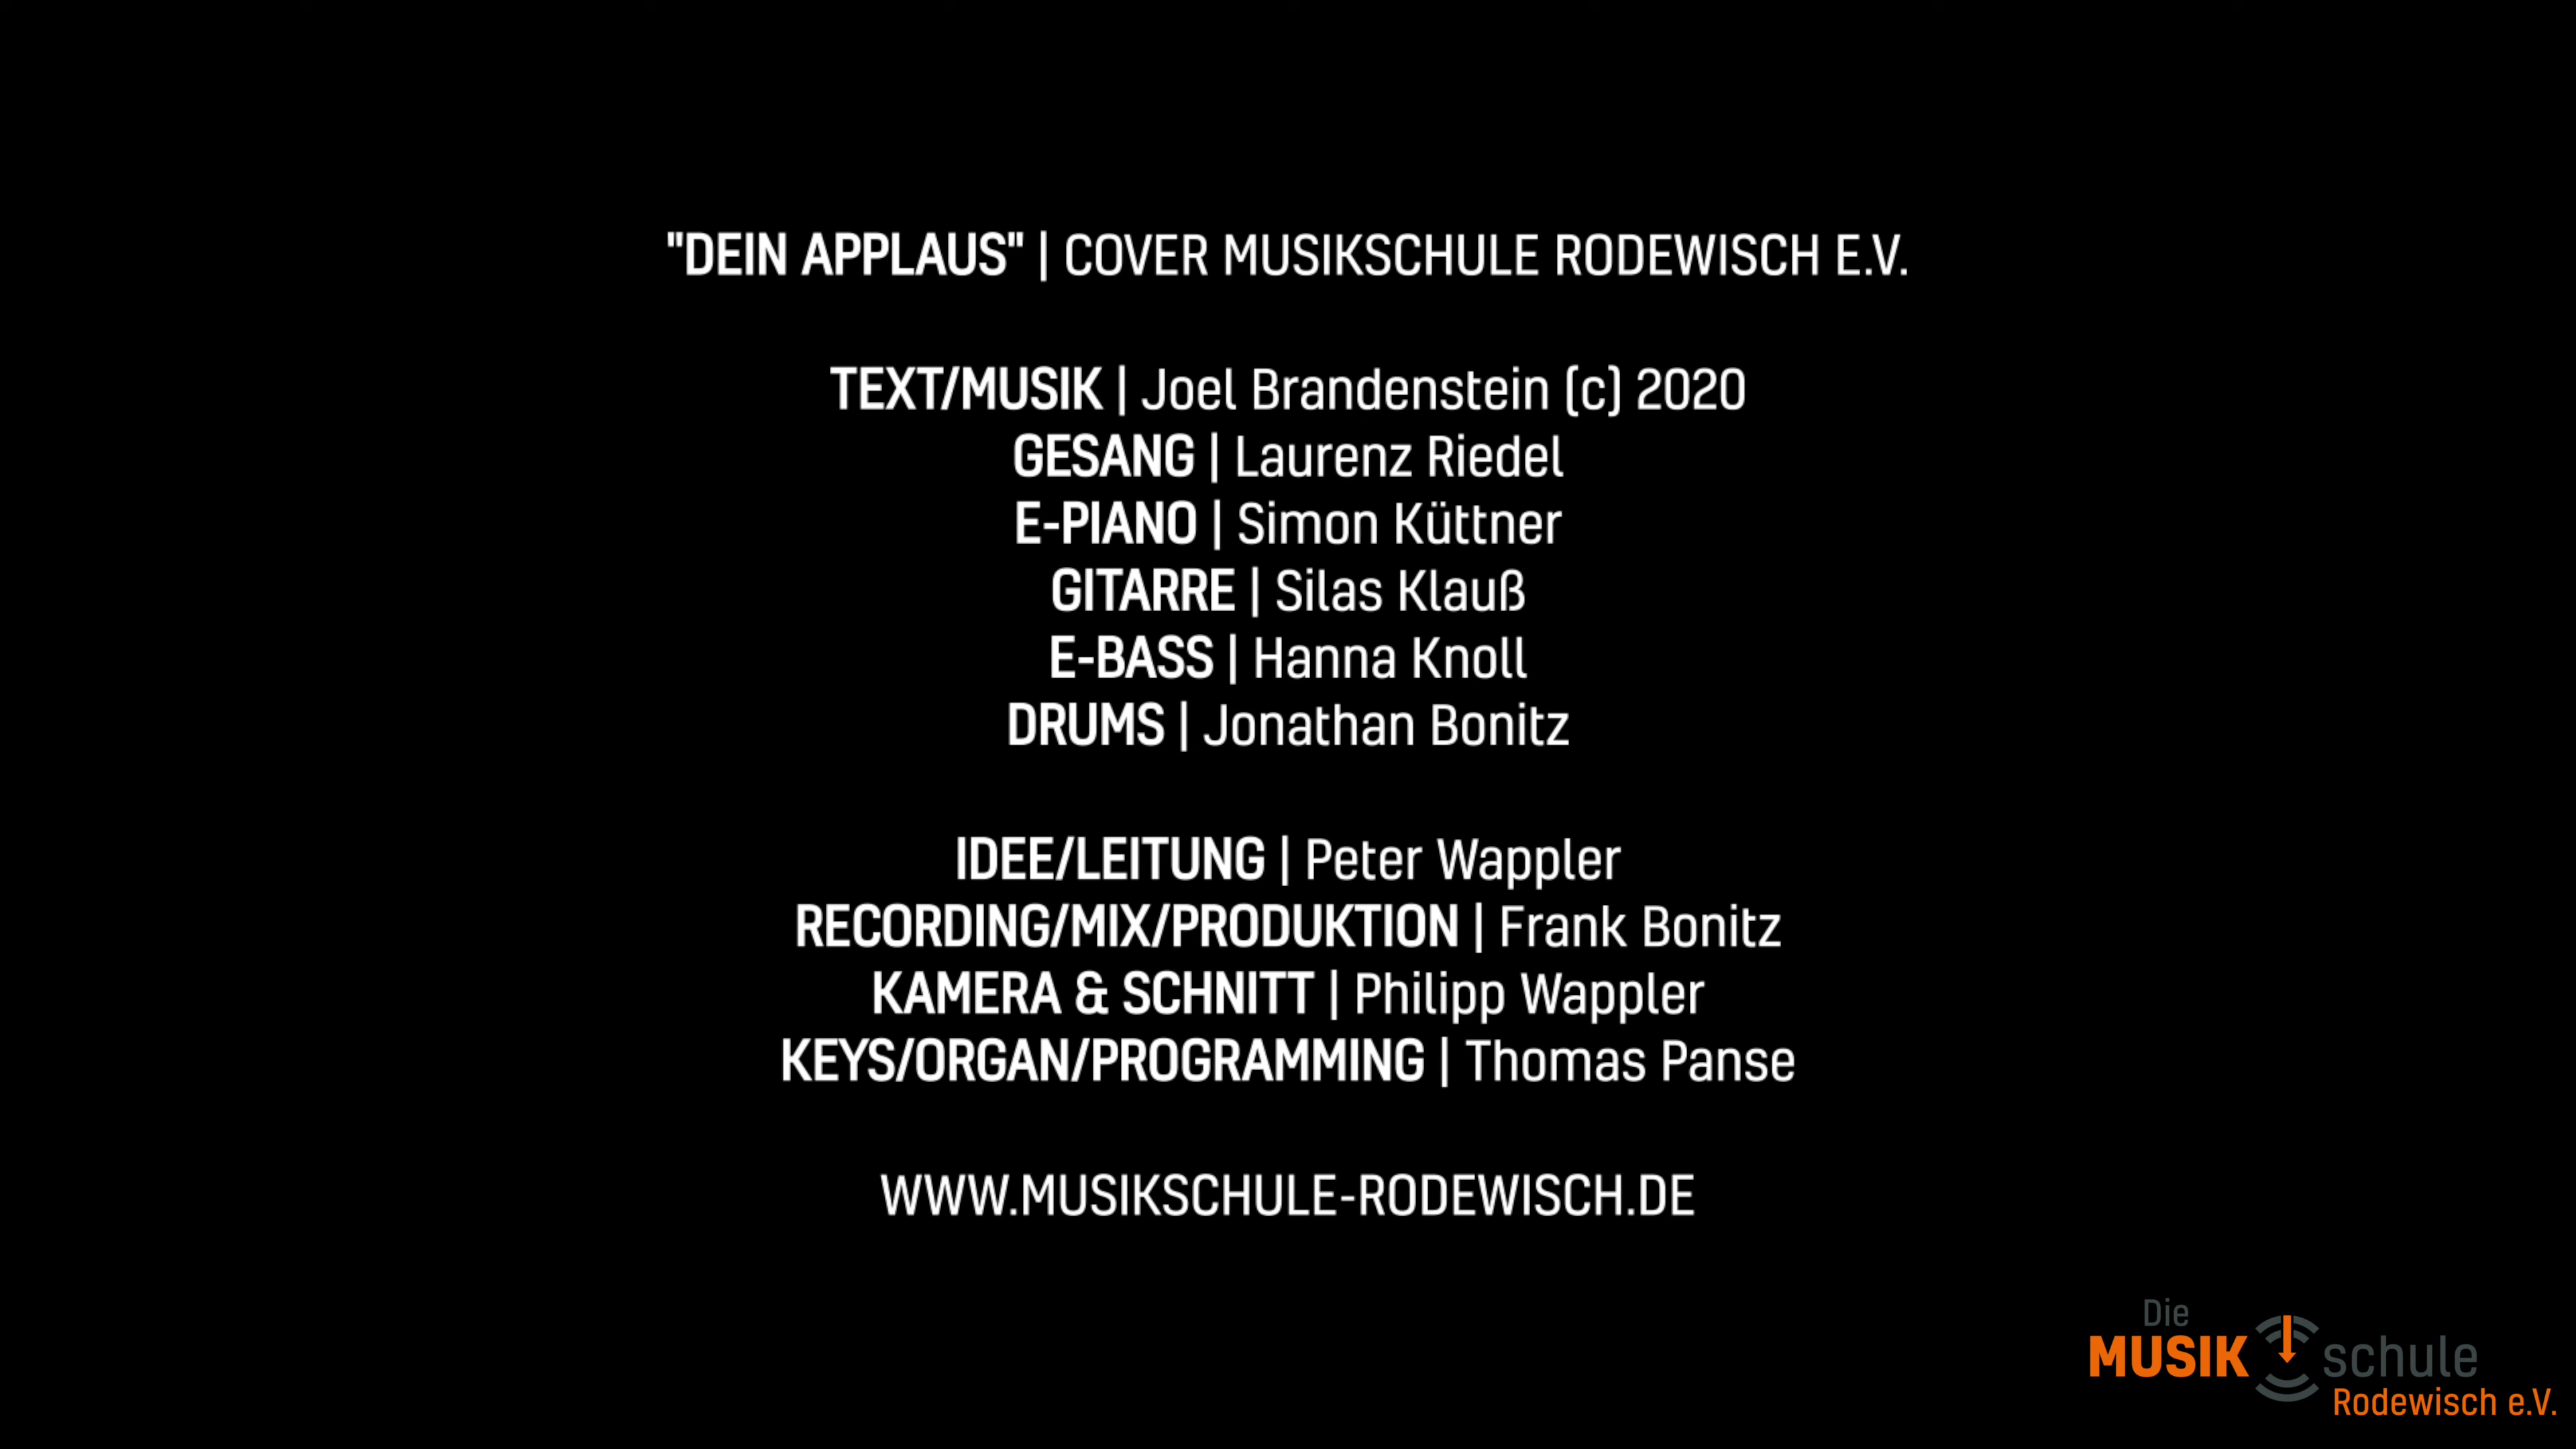 "DEIN APPLAUS" | COVER MUSIKSCHULE RODEWISCH E.V.
TEXT/MUSIK | Joel Brandenstein (c) 2020
GESANG | Laurenz Riedel
E-PIANO | Simon Küttner
GITARRE | Silas Klauß
E-BASS | Hanna Knoll
DRUMS | Jonathan Bonitz
IDEE/LEITUNG | Peter Wappler
RECORDING/MIX/PRODUKTION | Frank Bonitz
KAMERA & SCHNITT | Philipp Wappler
KEYS/ORGAN/PROGRAMMING | Thomas Panse
WWW.MUSIKSCHULE-RODEWISCH.DE
Die
MUSIK schule
Rodewisch e.V.